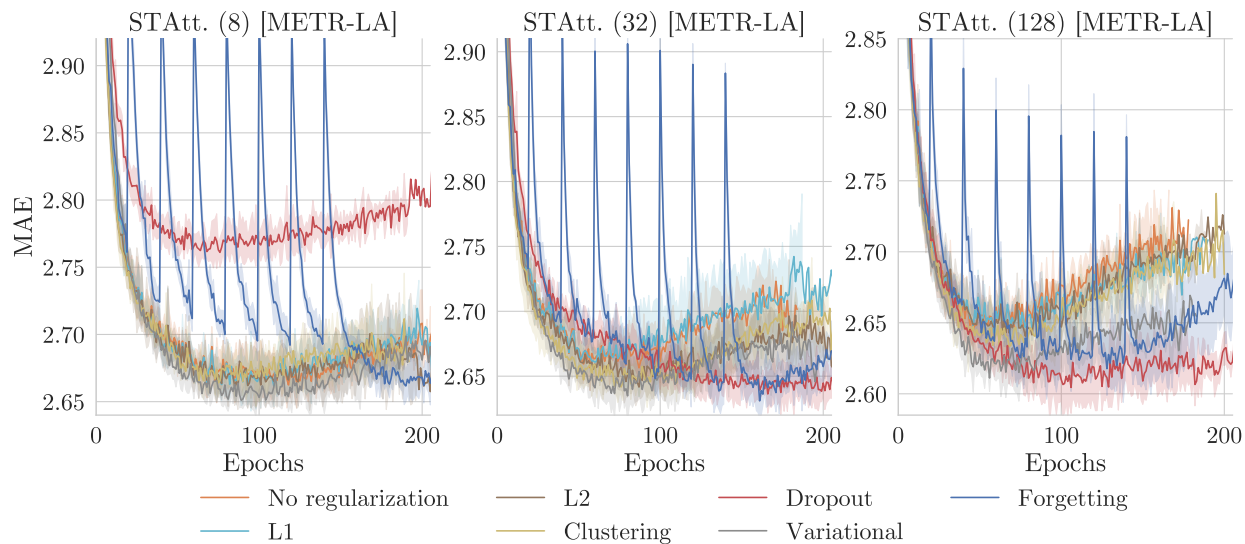 STAtt. (8) [METR-LA]
STAtt. (32) [METR-LA]
STAtt. (128) [METR-LA]
MAE
2.90
2.85
2.80
2.75
2.70
2.65
0
100
200
Epochs
2.90
2.85
2.80
2.75
2.70
2.65
0
100
200
Epochs
2.85
2.80
2.75
2.70
2.65
2.60
0
100
200
Epochs
No regularization
L2
Dropout
Forgetting
L1
Clustering
Variational